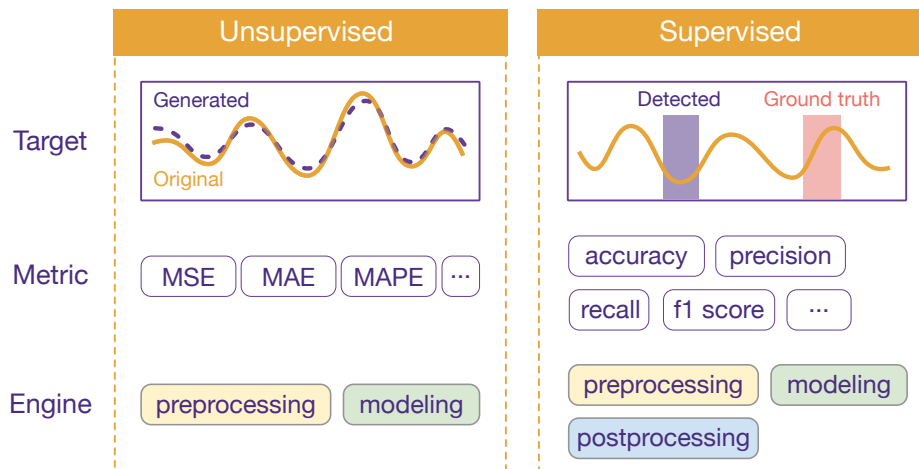 Unsupervised
Supervised
Target
Generated
Original
Detected
Ground truth
Metric
MSE
MAE
MAPE
...
accuracy
precision
recall
f1 score
...
Engine
preprocessing
modeling
preprocessing
modeling
postprocessing